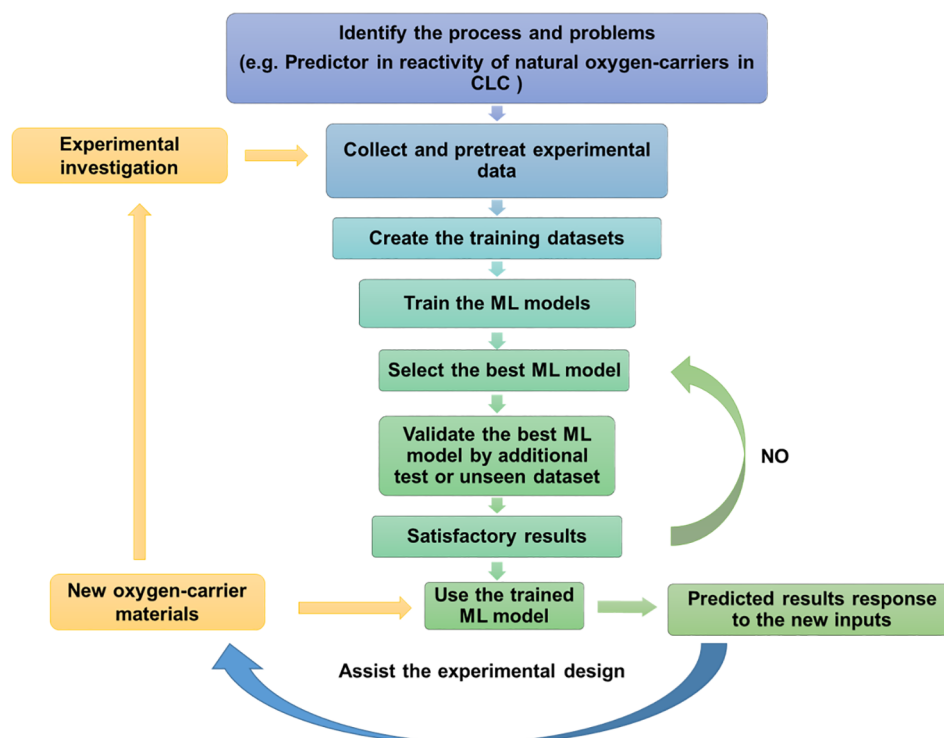 Identify the process and problems
(e.g. Predictor in reactivity of natural oxygen-carriers in
CLC )
Experimental
investigation
Collect and pretreat experimental
data
Create the training datasets
Train the ML models
Select the best ML model
Validate the best ML
model by additional
test or unseen dataset
NO
Satisfactory results
New oxygen-carrier
materials
Use the trained
ML model
Predicted results response
to the new inputs
Assist the experimental design